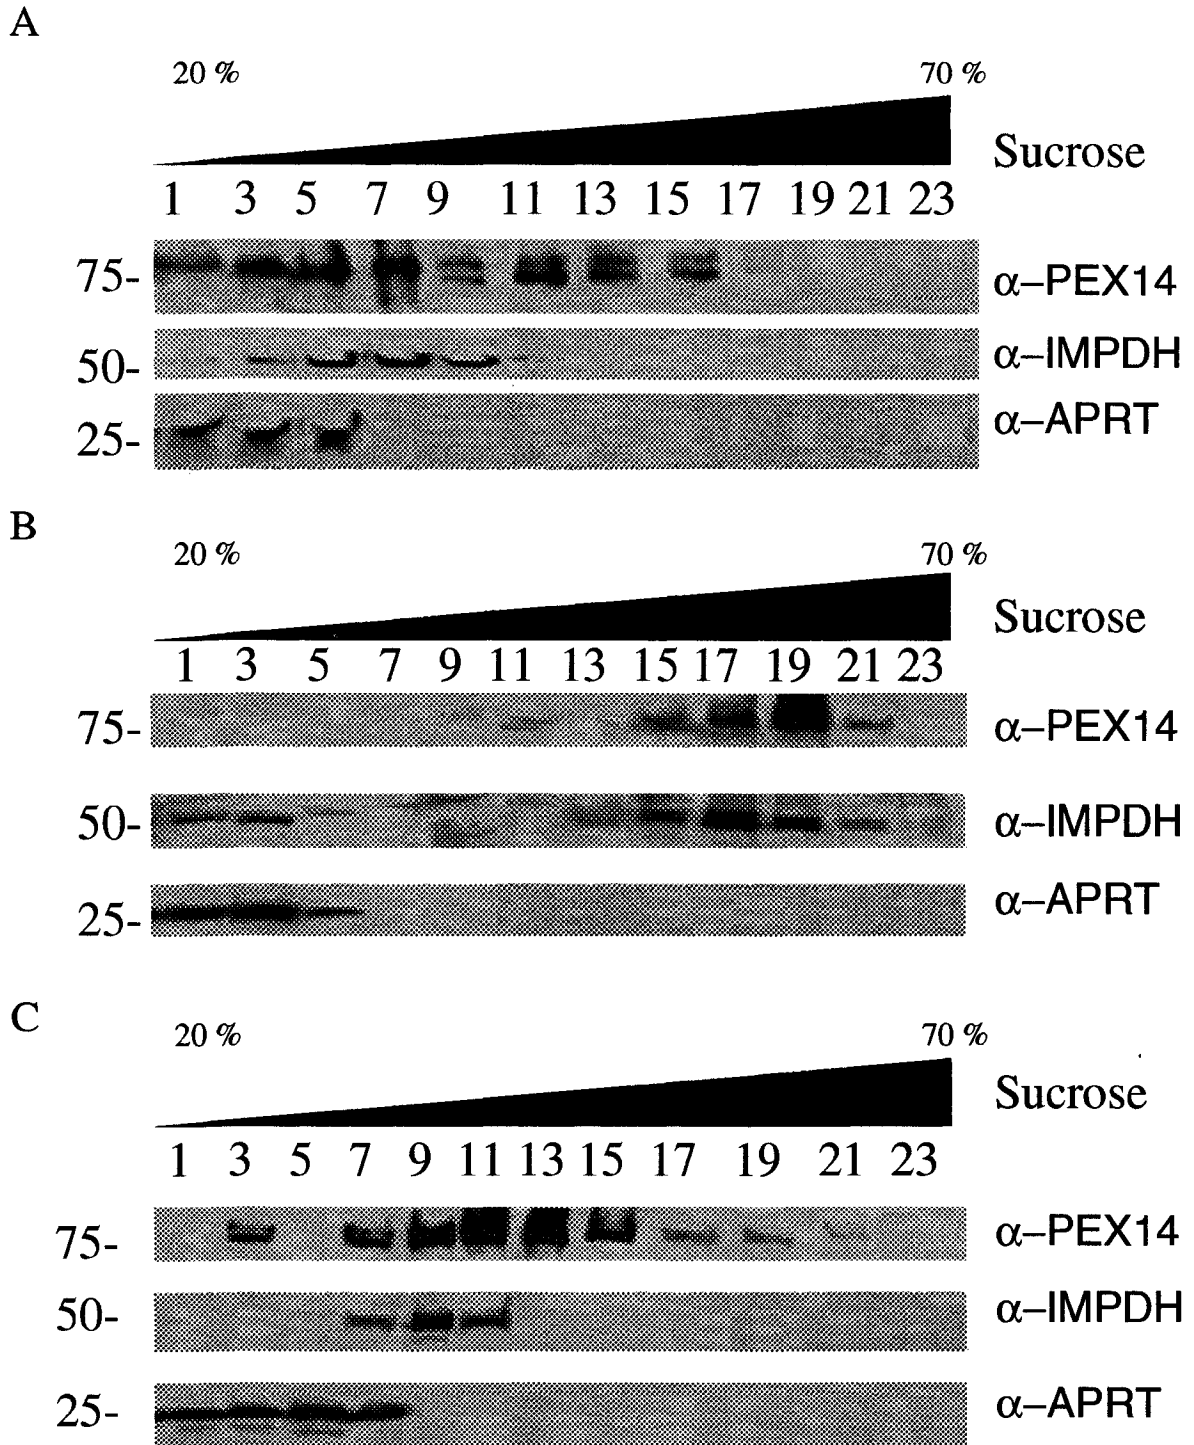 A
20 % 70 %
Sucrose
1 3 5 7 9 11 13 15 17 19 21 23
75- α–PEX14
50- α–IMPDH
25- α–APRT
B
20 % 70 %
Sucrose
1 3 5 7 9 11 13 15 17 19 21 23
75- α–PEX14
50- α–IMPDH
25- α–APRT
C
20 % 70 %
Sucrose
1 3 5 7 9 11 13 15 17 19 21 23
75- α–PEX14
50- α–IMPDH
25- α–APRT